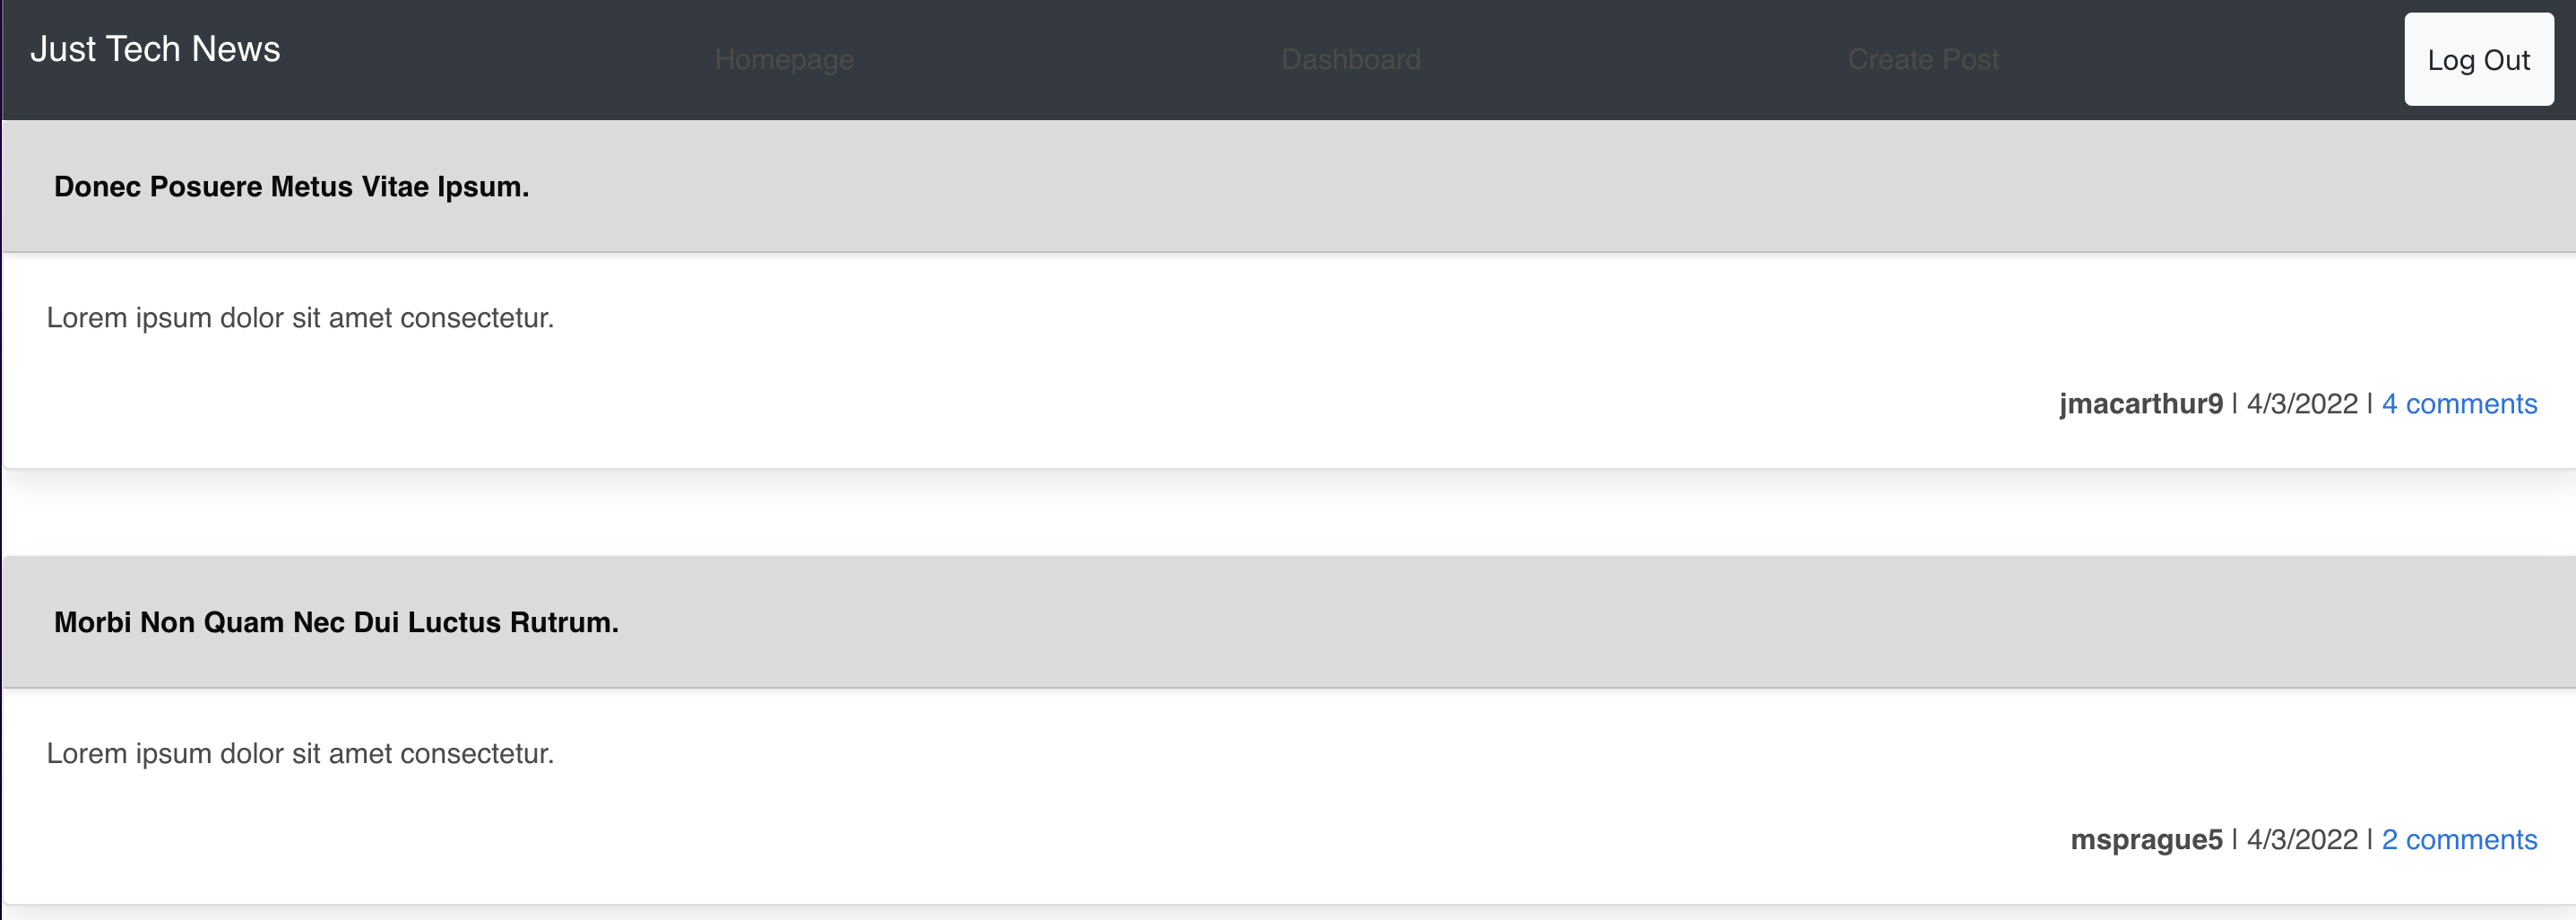 Just Tech News Homepage Dashboard Create Post Log Out
Donec Posuere Metus Vitae Ipsum.
Lorem ipsum dolor sit amet consectetur.
jmacarthur9 | 4/3/2022 | 4 comments
Morbi Non Quam Nec Dui Luctus Rutrum.
Lorem ipsum dolor sit amet consectetur.
msprague5 | 4/3/2022 | 2 comments